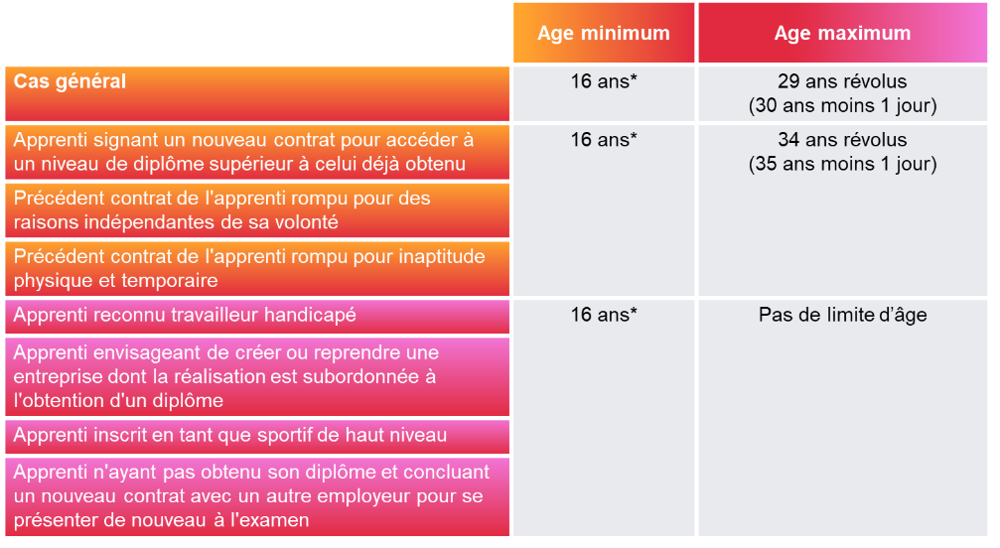 Age minimum
Age maximum
Cas général
16 ans*
29 ans révolus
(30 ans moins 1 jour)
Apprenti signant un nouveau contrat pour accéder à
un niveau de diplôme supérieur à celui déjà obtenu
16 ans*
34 ans révolus
(35 ans moins 1 jour)
Précédent contrat de l'apprenti rompu pour des
raisons indépendantes de sa volonté
Précédent contrat de l'apprenti rompu pour inaptitude
physique et temporaire
Apprenti reconnu travailleur handicapé
16 ans*
Pas de limite d’âge
Apprenti envisageant de créer ou reprendre une
entreprise dont la réalisation est subordonnée à
l'obtention d'un diplôme
Apprenti inscrit en tant que sportif de haut niveau
Apprenti n'ayant pas obtenu son diplôme et concluant
un nouveau contrat avec un autre employeur pour se
présenter de nouveau à l'examen